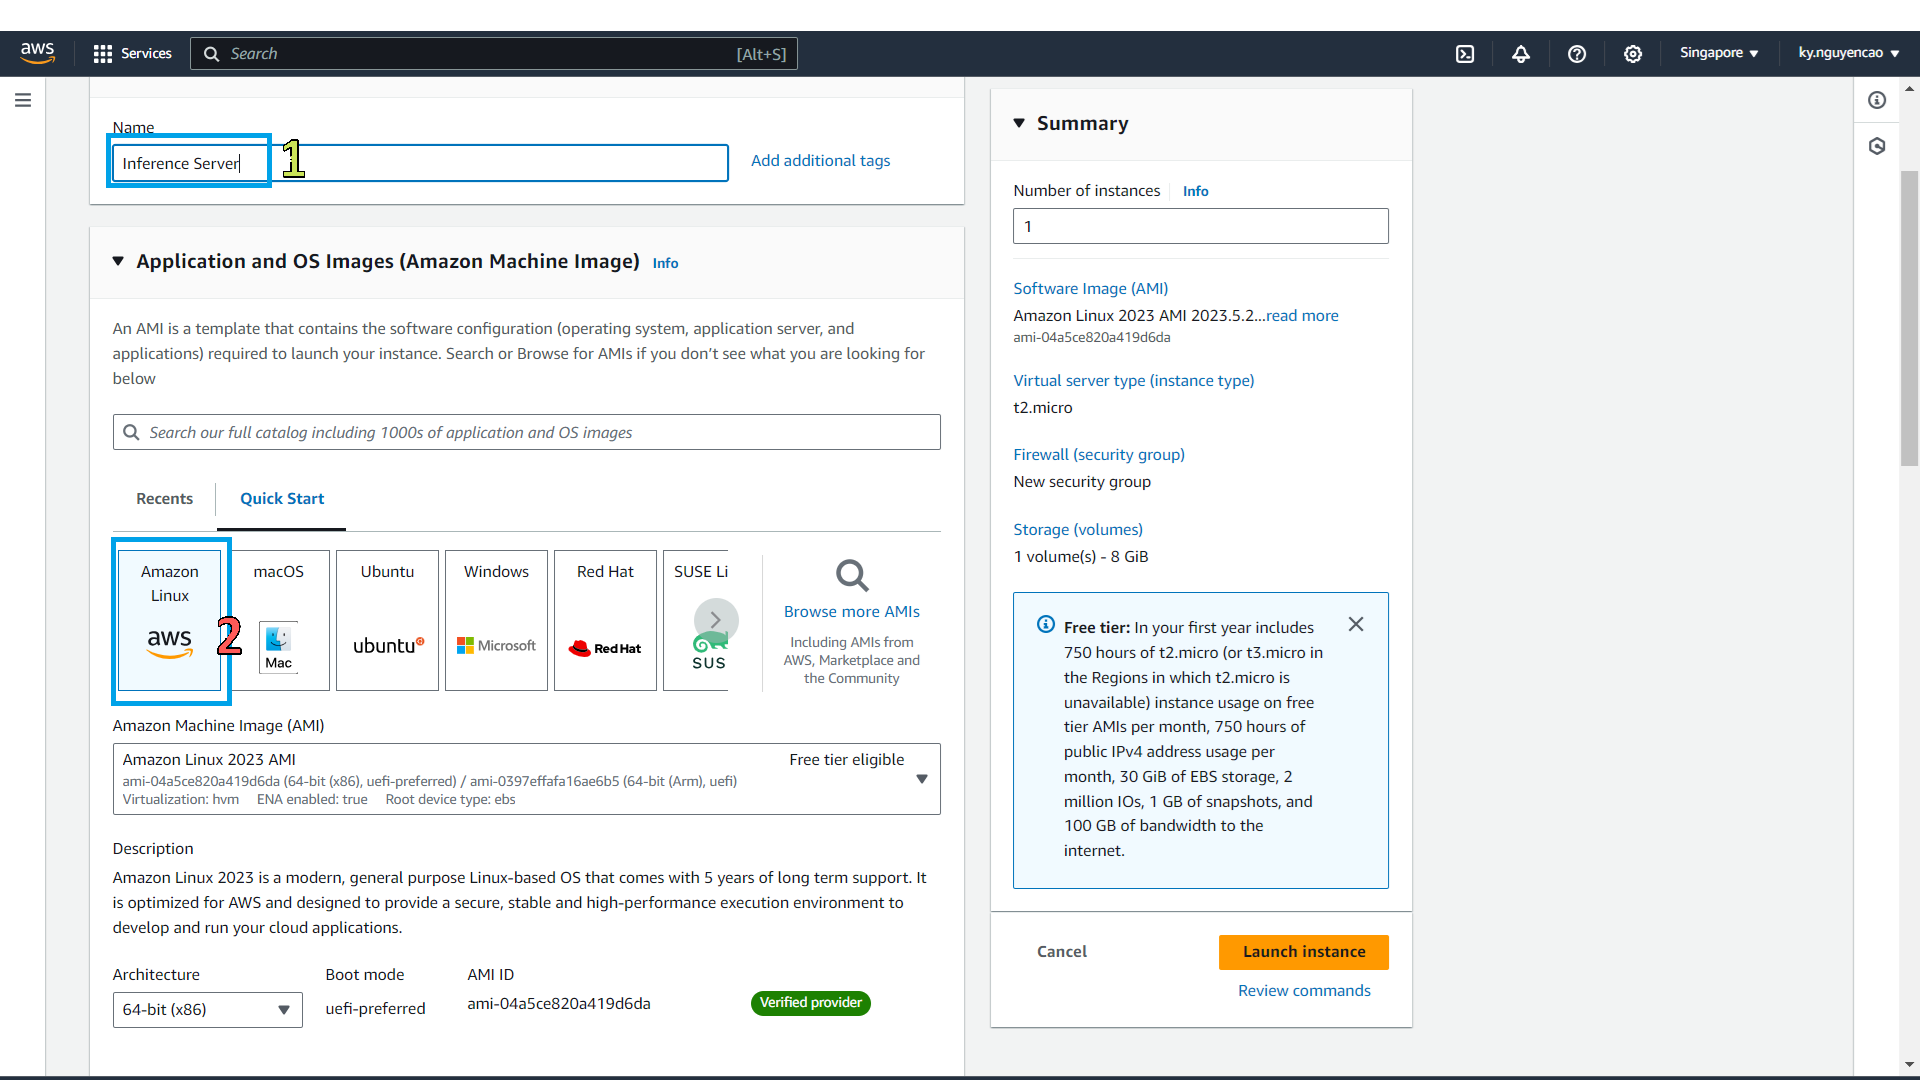 aws
Services
Search
[Alt+S]
Singapore
ky.nguyencao
Name
Inference Server
1
Add additional tags
Application and OS Images (Amazon Machine Image) Info
An AMI is a template that contains the software configuration (operating system, application server, and
applications) required to launch your instance. Search or Browse for AMIs if you don’t see what you are looking for
below
Search our full catalog including 1000s of application and OS images
Recents
Quick Start
Amazon
Linux
aws
2
macOS
Mac
Ubuntu
ubuntu
Windows
Microsoft
Red Hat
Red Hat
SUSE Li
SUS
Browse more AMIs
Including AMIs from
AWS, Marketplace and
the Community
Amazon Machine Image (AMI)
Amazon Linux 2023 AMI
Free tier eligible
ami-04a5ce820a419d6da (64-bit (x86), uefi-preferred) / ami-0397effafa16ae6b5 (64-bit (Arm), uefi)
Virtualization: hvm ENA enabled: true Root device type: ebs
Description
Amazon Linux 2023 is a modern, general purpose Linux-based OS that comes with 5 years of long term support. It
is optimized for AWS and designed to provide a secure, stable and high-performance execution environment to
develop and run your cloud applications.
Architecture
64-bit (x86)
Boot mode
uefi-preferred
AMI ID
ami-04a5ce820a419d6da
Verified provider
Summary
Number of instances Info
1
Software Image (AMI)
Amazon Linux 2023 AMI 2023.5.2...read more
ami-04a5ce820a419d6da
Virtual server type (instance type)
t2.micro
Firewall (security group)
New security group
Storage (volumes)
1 volume(s) - 8 GiB
Free tier: In your first year includes
750 hours of t2.micro (or t3.micro in
the Regions in which t2.micro is
unavailable) instance usage on free
tier AMIs per month, 750 hours of
public IPv4 address usage per
month, 30 GiB of EBS storage, 2
million IOs, 1 GB of snapshots, and
100 GB of bandwidth to the
internet.
Cancel
Launch instance
Review commands